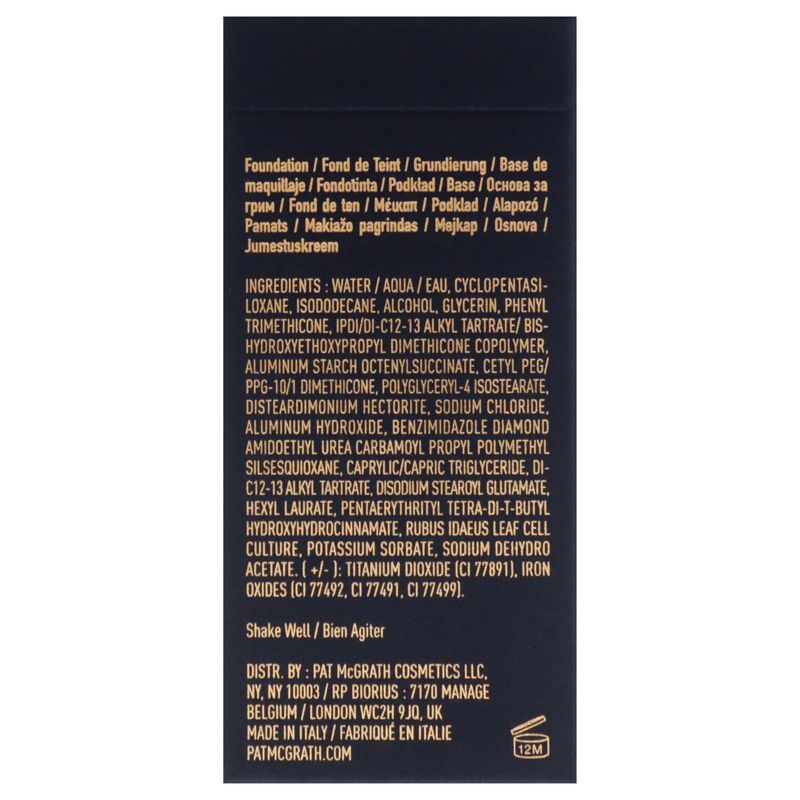 Foundation / Fond de Teint / Grundierung / Base de
maquillaje / Fondotinta / Podkład / Base / Основа за
грим / Fond de ten / Μέικαπ / Podklad / Alapozó /
Pamats / Makiažo pagrindas / Mejkap / Osnova /
Jumestuskreem
INGREDIENTS : WATER / AQUA / EAU, CYCLOPENTASI-
LOXANE, ISODODECANE, ALCOHOL, GLYCERIN, PHENYL
TRIMETHICONE, IPDI/DI-C12-13 ALKYL TARTRATE/ BIS-
HYDROXYETHOXYPROPYL DIMETHICONE COPOLYMER,
ALUMINUM STARCH OCTENYLSUCCINATE, CETYL PEG/
PPG-10/1 DIMETHICONE, POLYGLYCERYL-4 ISOSTEARATE,
DISTEARDIMONIUM HECTORITE, SODIUM CHLORIDE,
ALUMINUM HYDROXIDE, BENZIMIDAZOLE DIAMOND
AMIDOETHYL UREA CARBAMOYL PROPYL POLYMETHYL
SILSESQUIOXANE, CAPRYLIC/CAPRIC TRIGLYCERIDE, DI-
C12-13 ALKYL TARTRATE, DISODIUM STEAROYL GLUTAMATE,
HEXYL LAURATE, PENTAERYTHRITYL TETRA-DI-T-BUTYL
HYDROXYHYDROCINNAMATE, RUBUS IDAEUS LEAF CELL
CULTURE, POTASSIUM SORBATE, SODIUM DEHYDRO
ACETATE. ( +/- ): TITANIUM DIOXIDE (CI 77891), IRON
OXIDES (CI 77492, CI 77491, CI 77499).
Shake Well / Bien Agiter
DISTR. BY : PAT McGRATH COSMETICS LLC,
NY, NY 10003 / RP BIORIUS : 7170 MANAGE
BELGIUM / LONDON WC2H 9JQ, UK
MADE IN ITALY / FABRIQUÉ EN ITALIE
PATMCGRATH.COM
12M